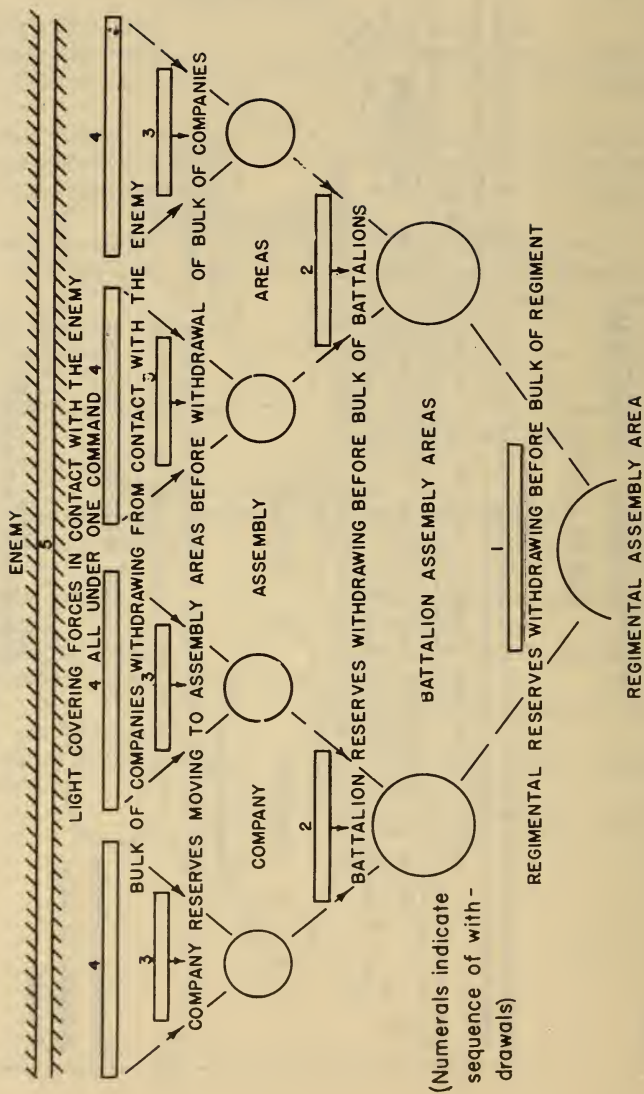 ENEMY
5
LIGHT COVERING FORCES IN CONTACT WITH THE ENEMY
4 4 ALL UNDER ONE COMMAND 4 4
BULK OF COMPANIES WITHDRAWING FROM CONTACT WITH THE ENEMY
3 3 3 3
COMPANY RESERVES MOVING TO ASSEMBLY AREAS BEFORE WITHDRAWAL OF BULK OF COMPANIES
COMPANY ASSEMBLY AREAS
2 2
BATTALION RESERVES WITHDRAWING BEFORE BULK OF BATTALIONS
BATTALION ASSEMBLY AREAS
1
REGIMENTAL RESERVES WITHDRAWING BEFORE BULK OF REGIMENT
REGIMENTAL ASSEMBLY AREA
(Numerals indicate
sequence of with-
drawals)